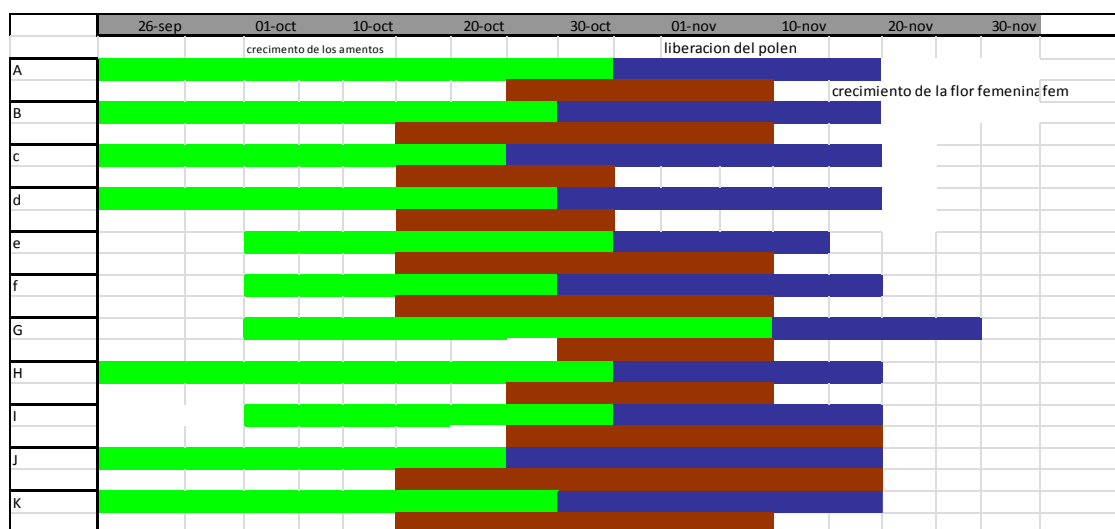 26-sep 01-oct 10-oct 20-oct 30-oct 01-nov 10-nov 20-nov 30-nov
crecimento de los amentos liberacion del polen
A
crecimiento de la flor femenina fem
B
c
d
e
f
G
H
I
J
K